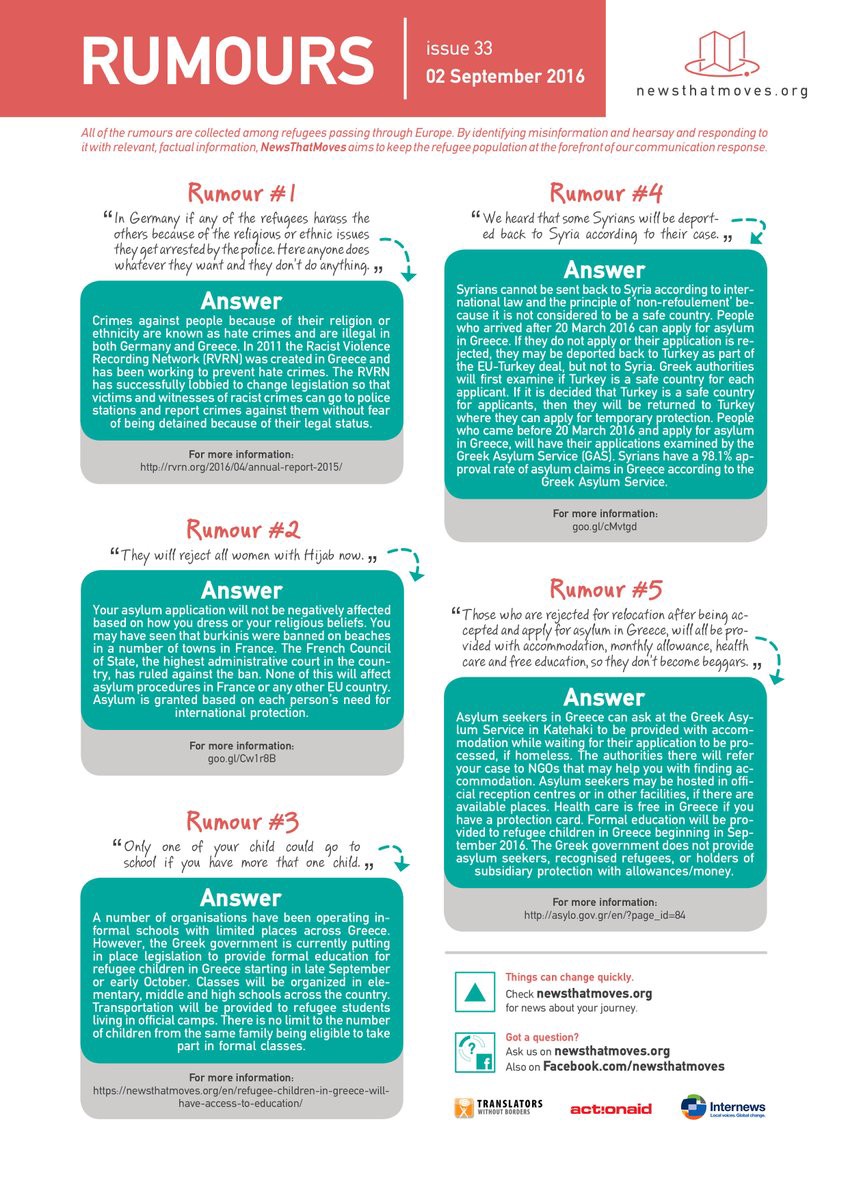 RUMOURS
issue 33
02 September 2016
newsthatmoves.org
All of the rumours are collected among refugees passing through Europe. By identifying misinformation and hearsay and responding to
it with relevant, factual information, NewsThatMoves aims to keep the refugee population at the forefront of our communication response.
Rumour #1
“In Germany if any of the refugees harass the
others because of the religious or ethnic issues
they get arrested by the police. Here anyone does
whatever they want and they don't do anything.„
Answer
Crimes against people because of their religion or
ethnicity are known as hate crimes and are illegal in
both Germany and Greece. In 2011 the Racist Violence
Recording Network (RVRN) was created in Greece and
has been working to prevent hate crimes. The RVRN
has successfully lobbied to change legislation so that
victims and witnesses of racist crimes can go to police
stations and report crimes against them without fear
of being detained because of their legal status.
For more information:
http://rvrn.org/2016/04/annual-report-2015/
Rumour #2
“They will reject all women with Hijab now.„
Answer
Your asylum application will not be negatively affected
based on how you dress or your religious beliefs. You
may have seen that burkinis were banned on beaches
in a number of towns in France. The French Council
of State, the highest administrative court in the coun-
try, has ruled against the ban. None of this will affect
asylum procedures in France or any other EU country.
Asylum is granted based on each person's need for
international protection.
For more information:
goo.gl/Cw1r8B
Rumour #3
“Only one of your child could go to
school if you have more that one child.„
Answer
A number of organisations have been operating in-
formal schools with limited places across Greece.
However, the Greek government is currently putting
in place legislation to provide formal education for
refugee children in Greece starting in late September
or early October. Classes will be organized in ele-
mentary, middle and high schools across the country.
Transportation will be provided to refugee students
living in official camps. There is no limit to the number
of children from the same family being eligible to take
part in formal classes.
For more information:
https://newsthatmoves.org/en/refugee-children-in-greece-will-
have-access-to-education/
Rumour #4
“We heard that some Syrians will be deport-
ed back to Syria according to their case.„
Answer
Syrians cannot be sent back to Syria according to inter-
national law and the principle of 'non-refoulement' be-
cause it is not considered to be a safe country. People
who arrived after 20 March 2016 can apply for asylum
in Greece. If they do not apply or their application is re-
jected, they may be deported back to Turkey as part of
the EU-Turkey deal, but not to Syria. Greek authorities
will first examine if Turkey is a safe country for each
applicant. If it is decided that Turkey is a safe country
for applicants, then they will be returned to Turkey
where they can apply for temporary protection. People
who came before 20 March 2016 and apply for asylum
in Greece, will have their applications examined by the
Greek Asylum Service (GAS). Syrians have a 98.1% ap-
proval rate of asylum claims in Greece according to the
Greek Asylum Service.
For more information:
goo.gl/cMvtgd
Rumour #5
“Those who are rejected for relocation after being ac-
cepted and apply for asylum in Greece, will all be pro-
vided with accommodation, monthly allowance, health
care and free education, so they don't become beggars.„
Answer
Asylum seekers in Greece can ask at the Greek Asy-
lum Service in Katehaki to be provided with accom-
modation while waiting for their application to be pro-
cessed, if homeless. The authorities there will refer
your case to NGOs that may help you with finding ac-
commodation. Asylum seekers may be hosted in offi-
cial reception centres or in other facilities, if there are
available places. Health care is free in Greece if you
have a protection card. Formal education will be pro-
vided to refugee children in Greece beginning in Sep-
tember 2016. The Greek government does not provide
asylum seekers, recognised refugees, or holders of
subsidiary protection with allowances/money.
For more information:
http://asylo.gov.gr/en/?page_id=84
Things can change quickly.
Check newsthatmoves.org
for news about your journey.
Got a question?
Ask us on newsthatmoves.org
Also on Facebook.com/newsthatmoves
TRANSLATORS
WITHOUT BORDERS
act!onaid
Internews
Local voices. Global change.